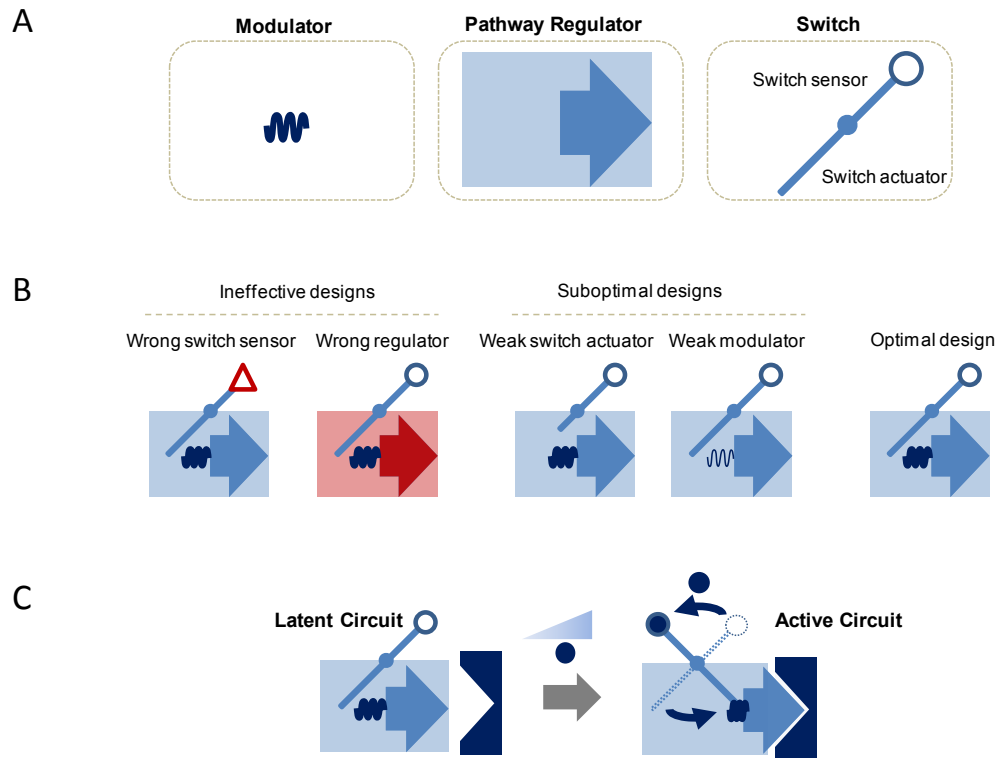 A
Modulator
Pathway Regulator
Switch
Switch sensor
Switch actuator
B
Ineffective designs
Suboptimal designs
Wrong switch sensor
Wrong regulator
Weak switch actuator
Weak modulator
Optimal design
C
Latent Circuit
Active Circuit